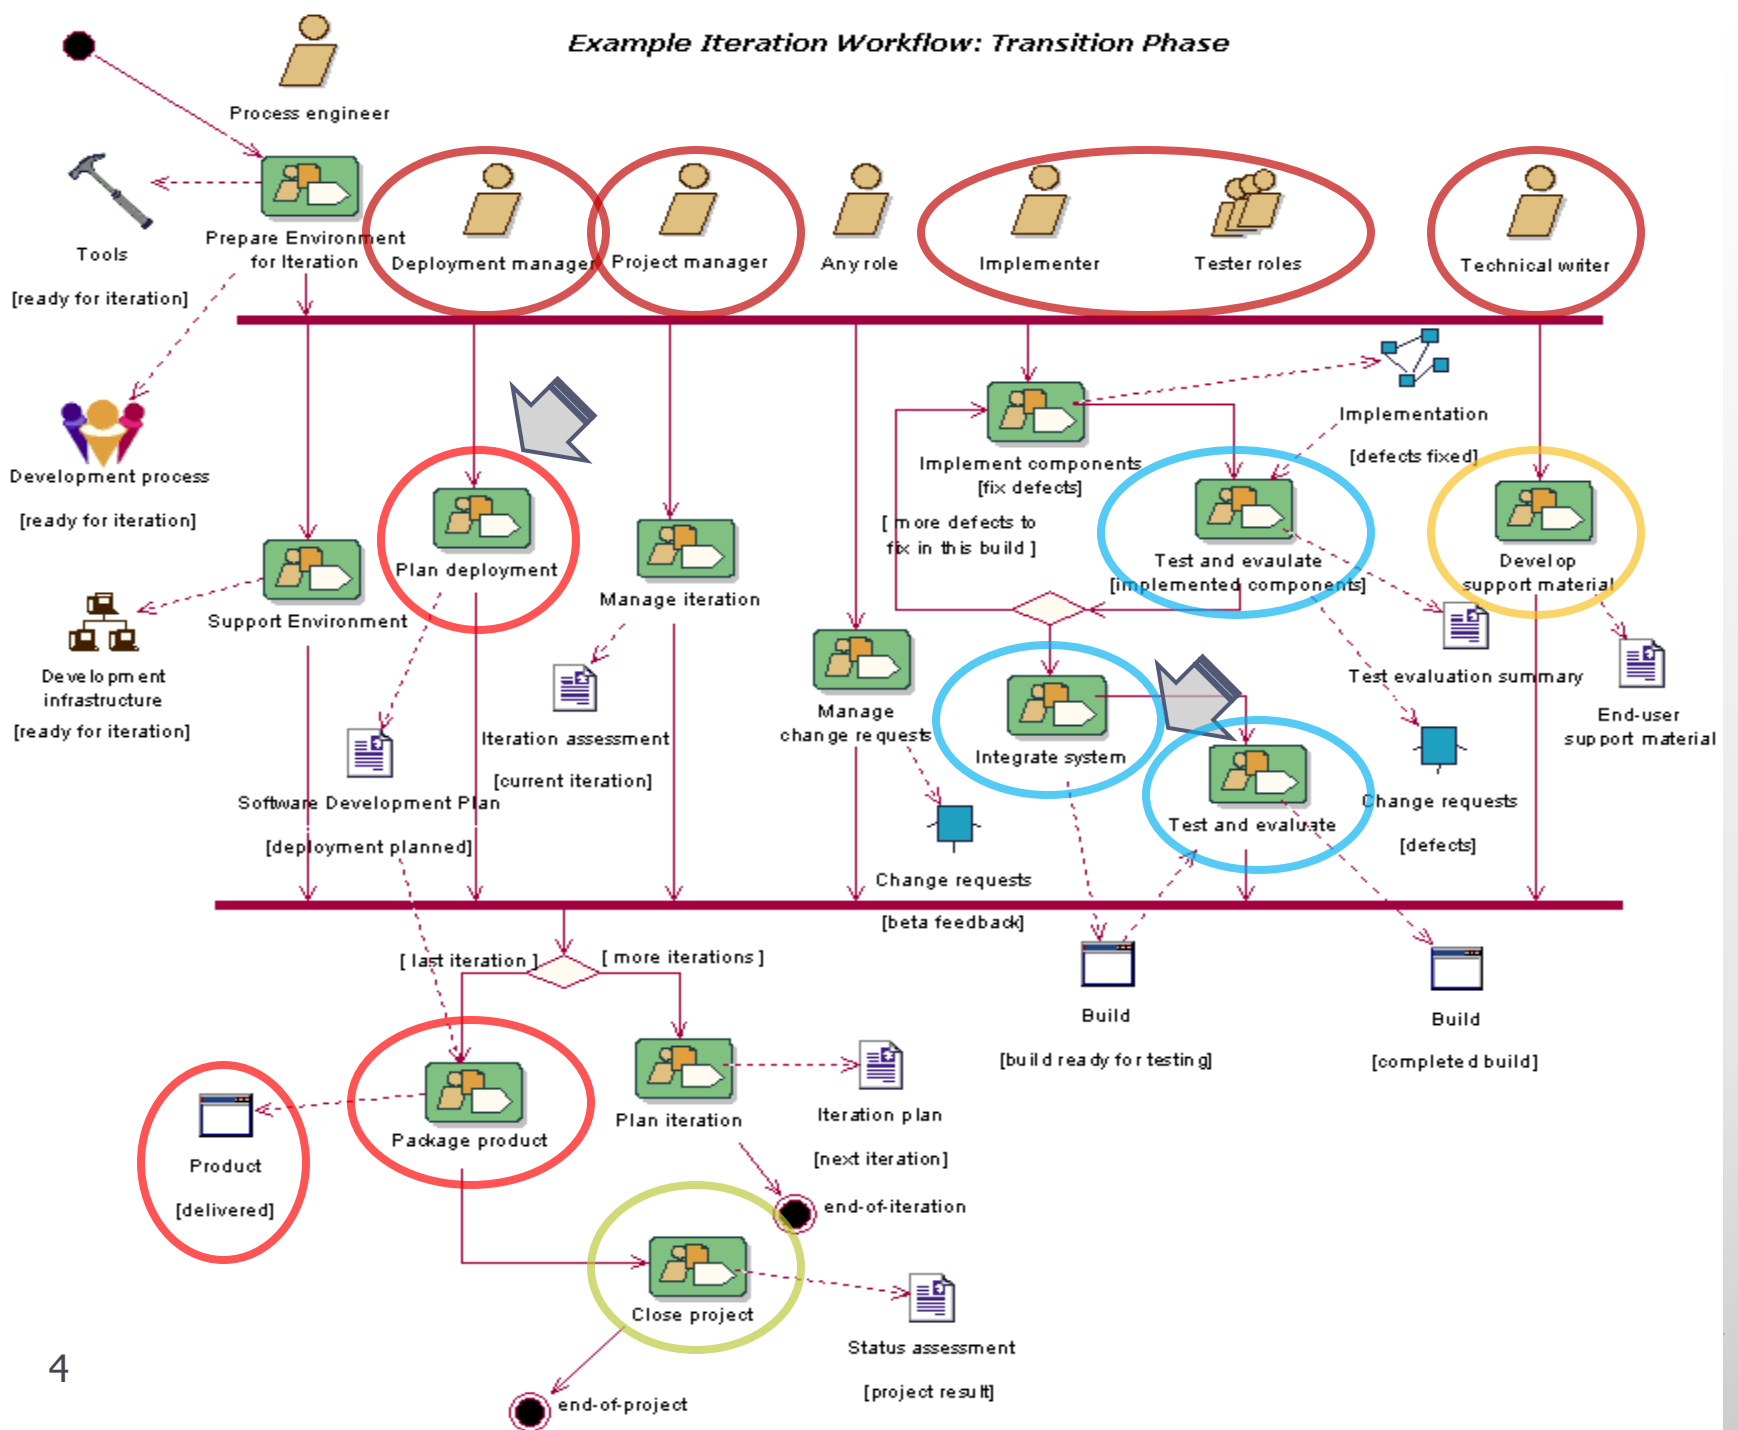 Example Iteration Workflow: Transition Phase
Process engineer
Tools
[ready for iteration]
Prepare Environment
for Iteration
Deployment manager
Project manager
Any role
Implementer
Tester roles
Technical writer
Development process
[ready for iteration]
Implementation
[defects fixed]
Implement components
[fix defects]
[ more defects to
fix in this build ]
Plan deployment
Test and evaulate
[implemented components]
Develop
support material
Manage iteration
Support Environment
Development
infrastructure
[ready for iteration]
Manage
change requests
Iteration assessment
[current iteration]
Integrate system
Test evaluation summary
End-user
support material
Software Development Plan
[deployment planned]
Test and evaluate
Change requests
[defects]
Change requests
[beta feedback]
[ last iteration ]
[ more iterations ]
Build
[build ready for testing]
Build
[completed build]
Package product
Plan iteration
Iteration plan
[next iteration]
Product
[delivered]
end-of-iteration
Close project
Status assessment
[project result]
end-of-project
4